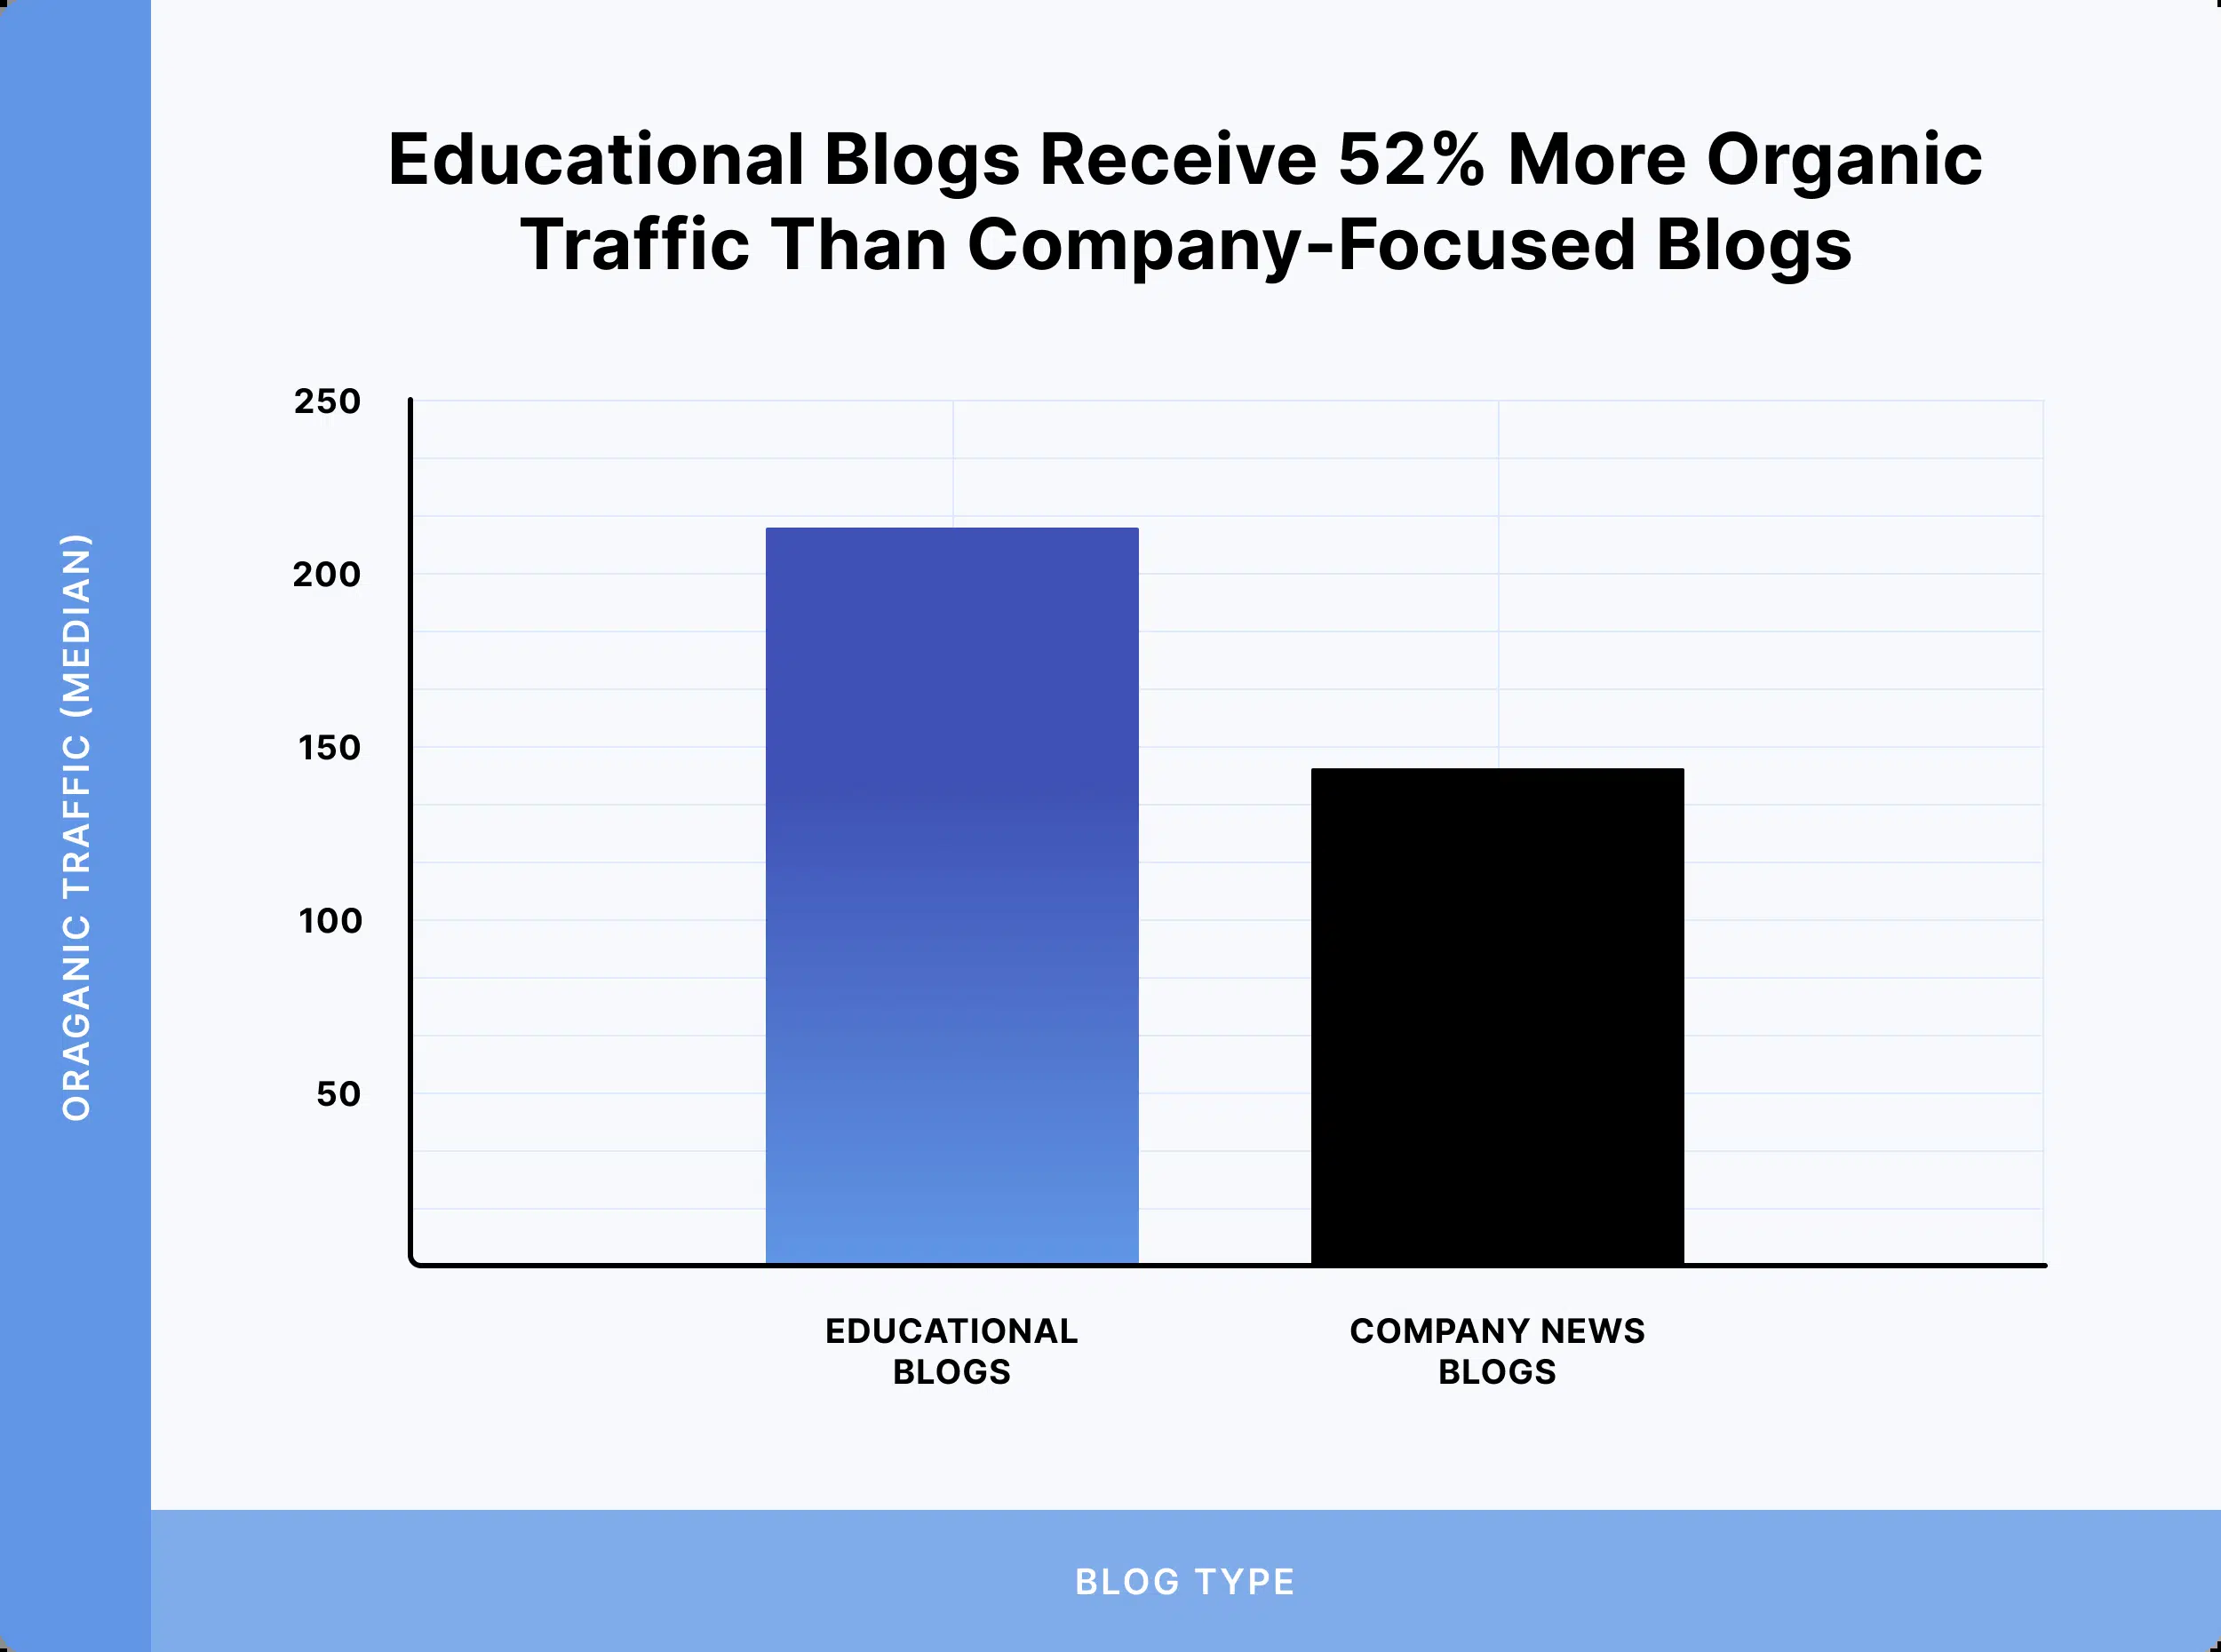 Educational Blogs Receive 52% More Organic
Traffic Than Company-Focused Blogs
ORAGANIC TRAFFIC (MEDIAN)
250
200
150
100
50
EDUCATIONAL
BLOGS
COMPANY NEWS
BLOGS
BLOG TYPE